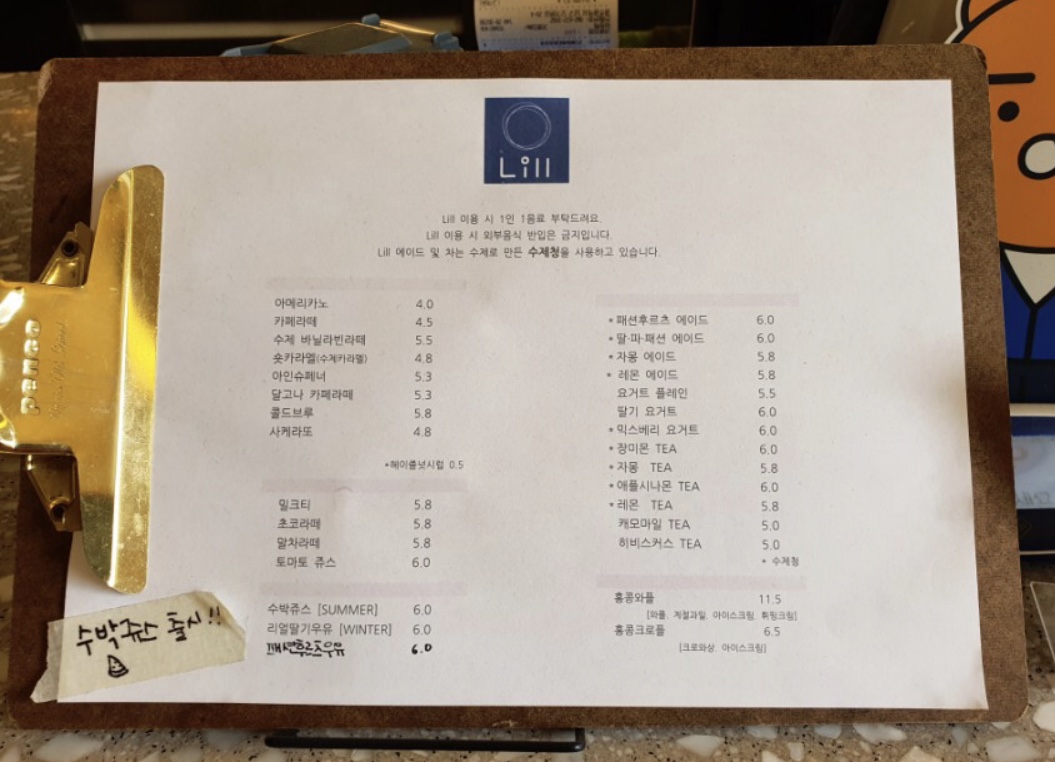 Lill
Lill 이용 시 1인 1음료 부탁드려요.
Lill 이용 시 외부음식 반입은 금지입니다.
Lill 에이드 및 차는 수제로 만든 수제청을 사용하고 있습니다.
아메리카노 4.0
카페라떼 4.5
수제 바닐라빈라떼 5.5
숏카라멜(수제카라멜) 4.8
아인슈페너 5.3
달고나 카페라떼 5.3
콜드브루 5.8
사케라또 4.8
*헤이즐넛시럽 0.5
밀크티 5.8
초코라떼 5.8
말차라떼 5.8
토마토 쥬스 6.0
수박쥬스 [SUMMER] 6.0
리얼딸기우유 [WINTER] 6.0
패션후르츠우유 6.0
* 패션후르츠 에이드 6.0
* 딸·파·패션 에이드 6.0
* 자몽 에이드 5.8
* 레몬 에이드 5.8
요거트 플레인 5.5
딸기 요거트 6.0
* 믹스베리 요거트 6.0
* 장미몬 TEA 6.0
* 자몽 TEA 5.8
* 애플시나몬 TEA 6.0
* 레몬 TEA 5.8
캐모마일 TEA 5.0
히비스커스 TEA 5.0
* 수제청
홍콩와플 11.5
[와플, 계절과일, 아이스크림, 휘핑크림]
홍콩크로플 6.5
[크로와상, 아이스크림]
수박쥬스 출시!!
penco